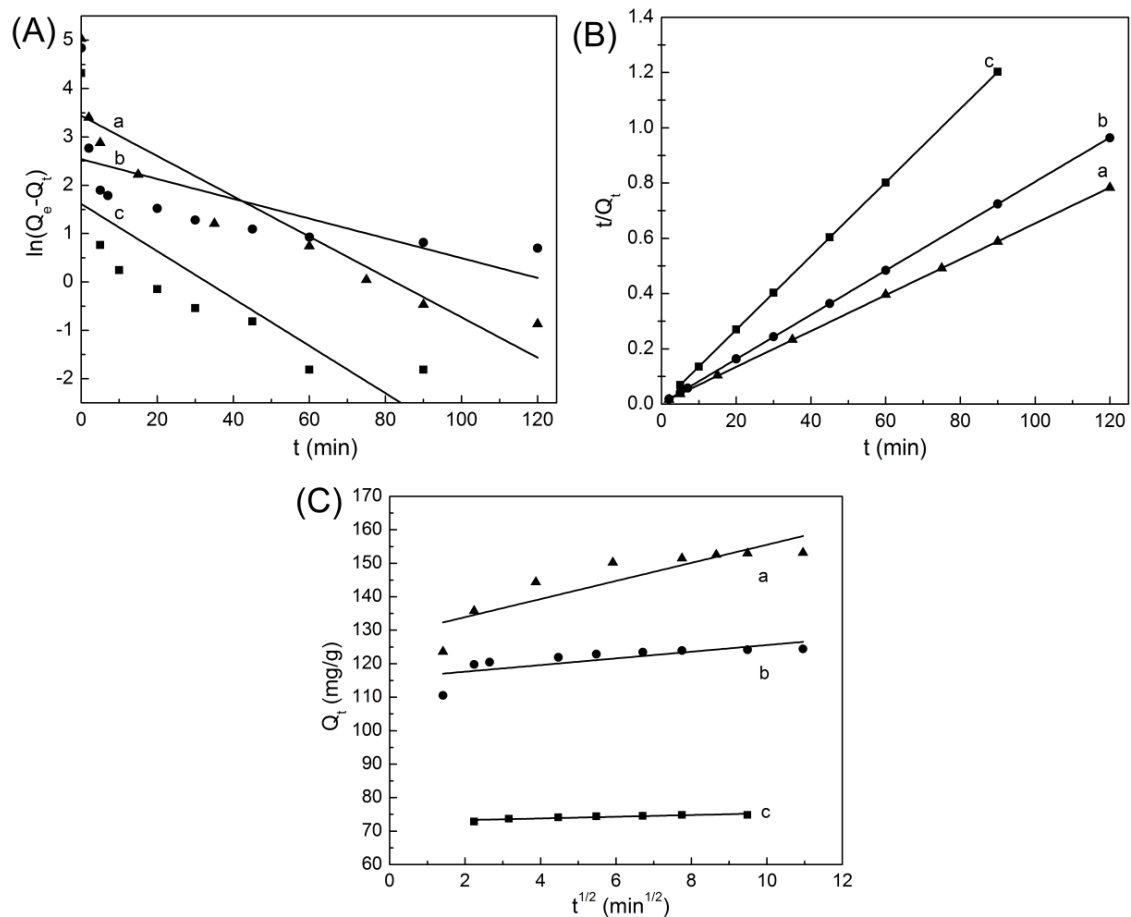 (A)
ln(Qe-Qt)
5
4
3
2
1
0
-1
-2
a
b
c
0 20 40 60 80 100 120
t (min)
(B)
t/Qt
1.4
1.2
1.0
0.8
0.6
0.4
0.2
0.0
c
b
a
0 20 40 60 80 100 120
t (min)
(C)
Qt (mg/g)
170
160
150
140
130
120
110
100
90
80
70
60
a
b
c
0 2 4 6 8 10 12
t1/2 (min1/2)